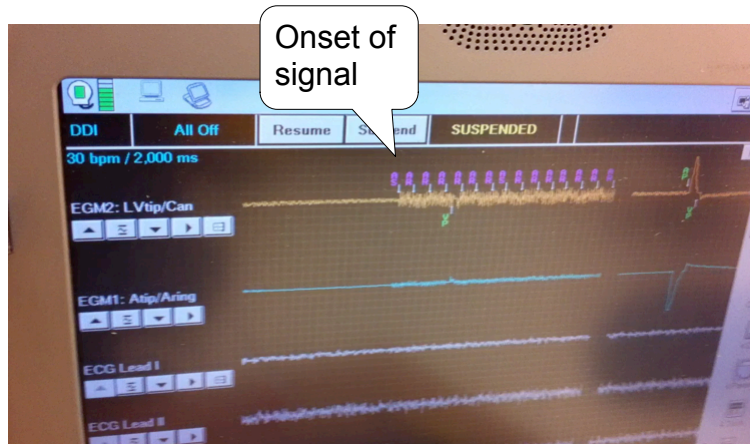 Onset of
signal
DDI
All Off
Resume
SUSPENDED
30 bpm / 2,000 ms
EGM2: LVtip/Can
EGM1: Atip/Aring
ECG Lead I
ECG Lead II